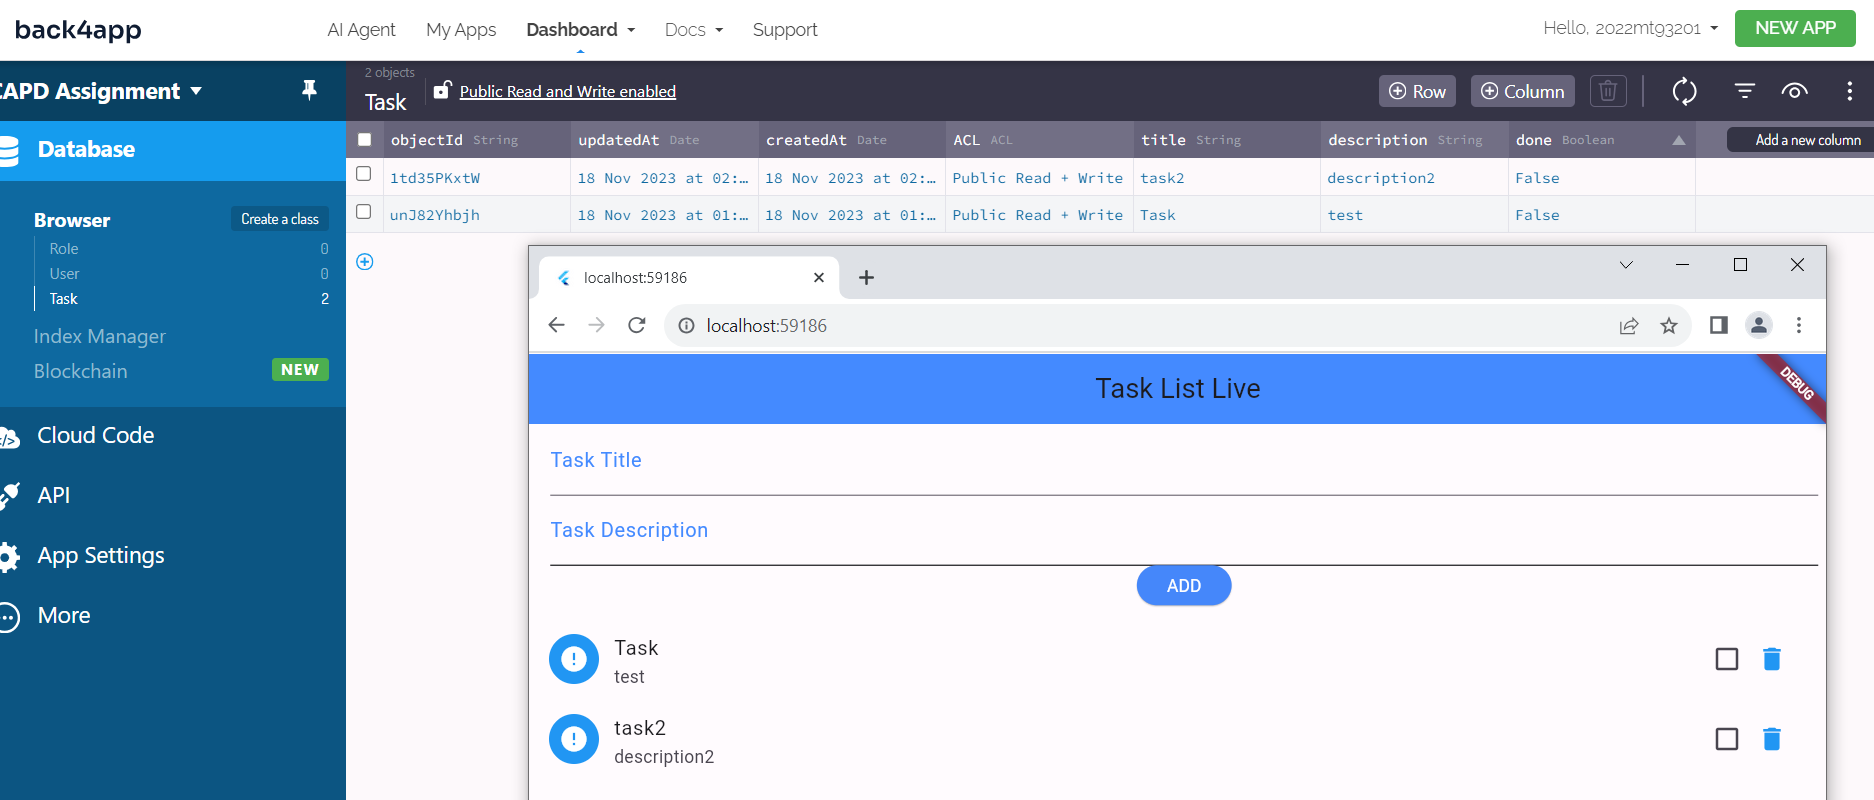 back4app
AI Agent My Apps Dashboard Docs Support
Hello, 2022mt93201 NEW APP
CAPD Assignment
2 objects
Task Public Read and Write enabled
Row Column
objectId String updatedAt Date createdAt Date ACL ACL title String description String done Boolean Add a new column
1td35PKxtW 18 Nov 2023 at 02:… 18 Nov 2023 at 02:… Public Read + Write task2 description2 False
unJ82Yhbjh 18 Nov 2023 at 01:… 18 Nov 2023 at 01:… Public Read + Write Task test False
Database
Browser Create a class
Role 0
User 0
Task 2
Index Manager
Blockchain NEW
Cloud Code
API
App Settings
More
localhost:59186
localhost:59186
Task List Live
DEBUG
Task Title
Task Description
ADD
Task
test
task2
description2